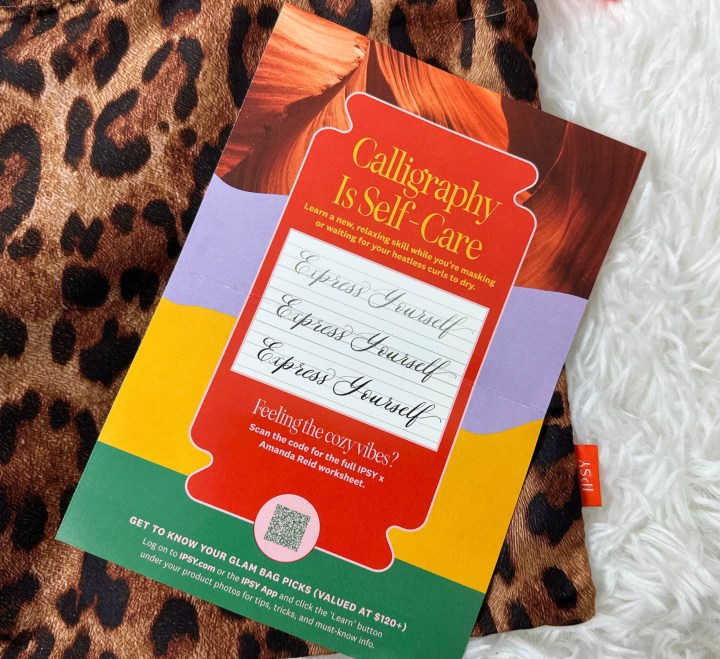 Calligraphy
Is Self-Care
Learn a new, relaxing skill while you're masking
or waiting for your heatless curls to dry.
Express Yourself
Express Yourself
Express Yourself
Feeling the cozy vibes?
Scan the code for the full IPSY x
Amanda Reid worksheet.
GET TO KNOW YOUR GLAM BAG PICKS (VALUED AT $120+)
Log on to IPSY.com or the IPSY App and click the 'Learn' button
under your product photos for tips, tricks, and must-know info.
IPSY